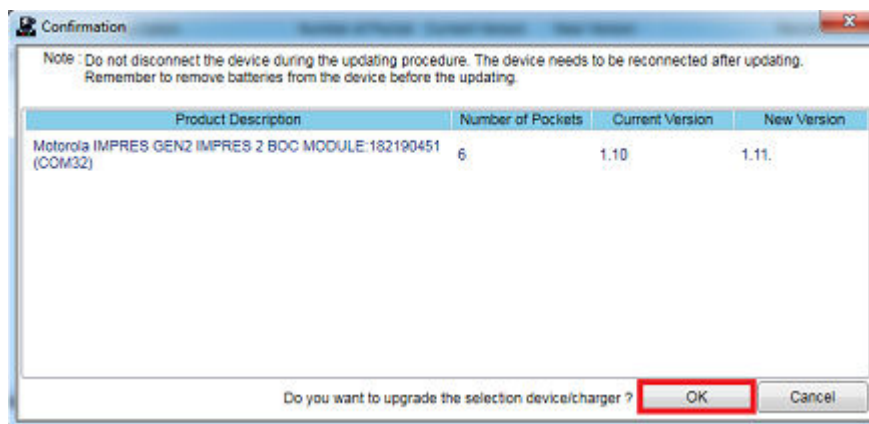 Confirmation
Note : Do not disconnect the device during the updating procedure. The device needs to be reconnected after updating.
Remember to remove batteries from the device before the updating.
Product Description Number of Pockets Current Version New Version
Motorola IMPRES GEN2 IMPRES 2 BOC MODULE:182190451 6 1.10 1.11.
(COM32)
Do you want to upgrade the selection device/charger ? OK Cancel